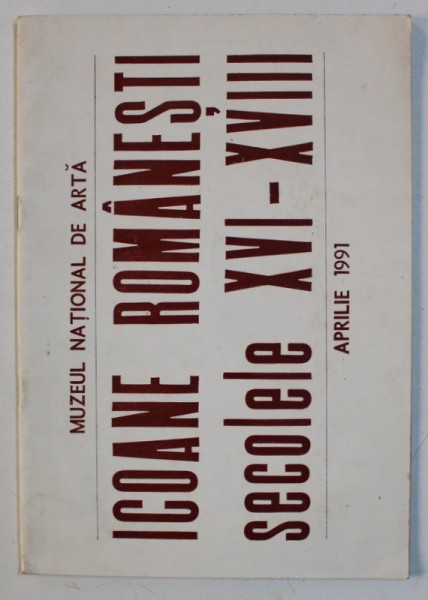 MUZEUL NAȚIONAL DE ARTĂ
ICOANE ROMÂNEȘTI
secolele XVI - XVIII
APRILIE 1991